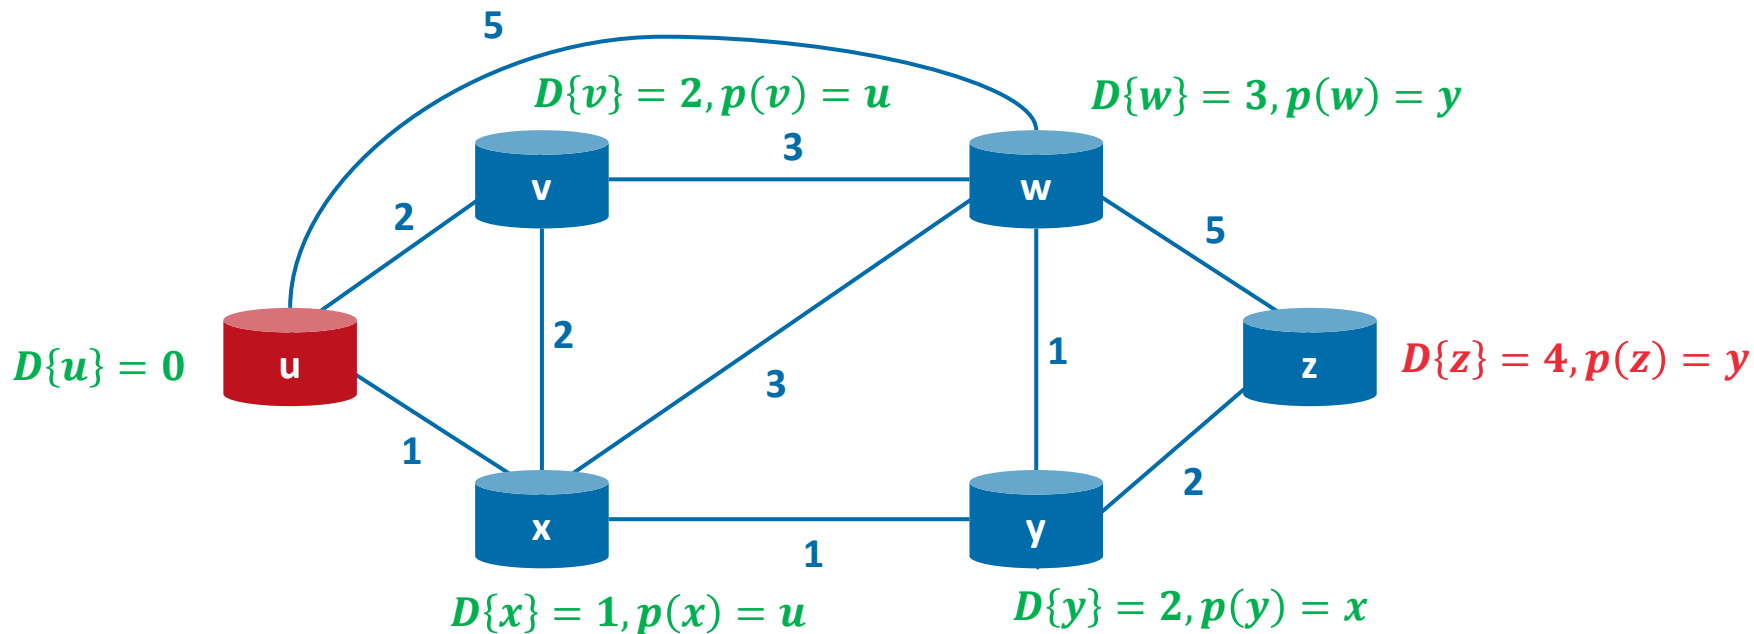 5
D{v} = 2, p(v) = u
D{w} = 3, p(w) = y
3
v
w
2
5
2
1
D{u} = 0
u
3
z
D{z} = 4, p(z) = y
1
2
x
y
1
D{x} = 1, p(x) = u
D{y} = 2, p(y) = x